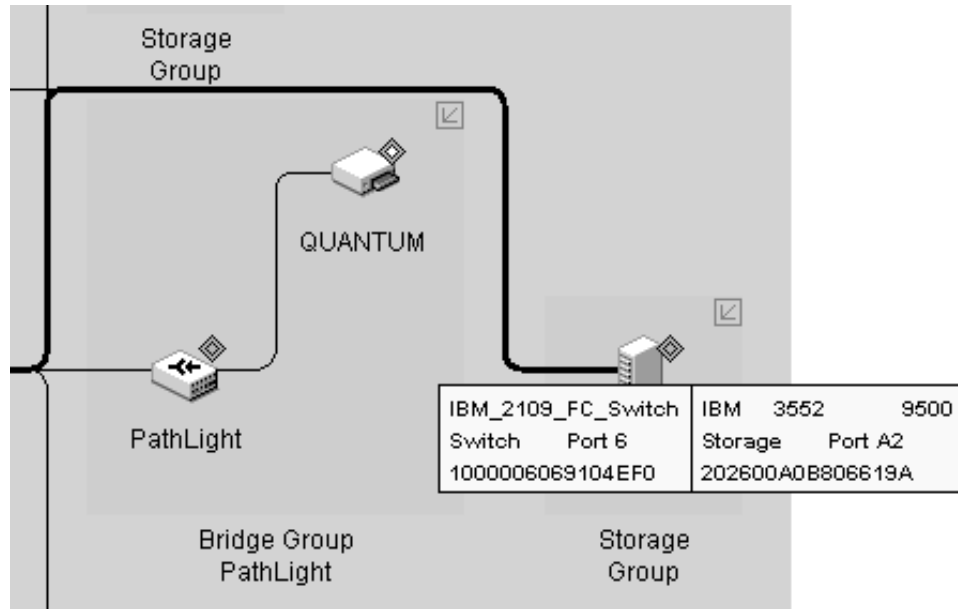 Storage
Group
QUANTUM
PathLight
IBM_2109_FC_Switch
Switch Port 6
1000006069104EF0
IBM 3552 9500
Storage Port A2
202600A0B806619A
Bridge Group
PathLight
Storage
Group